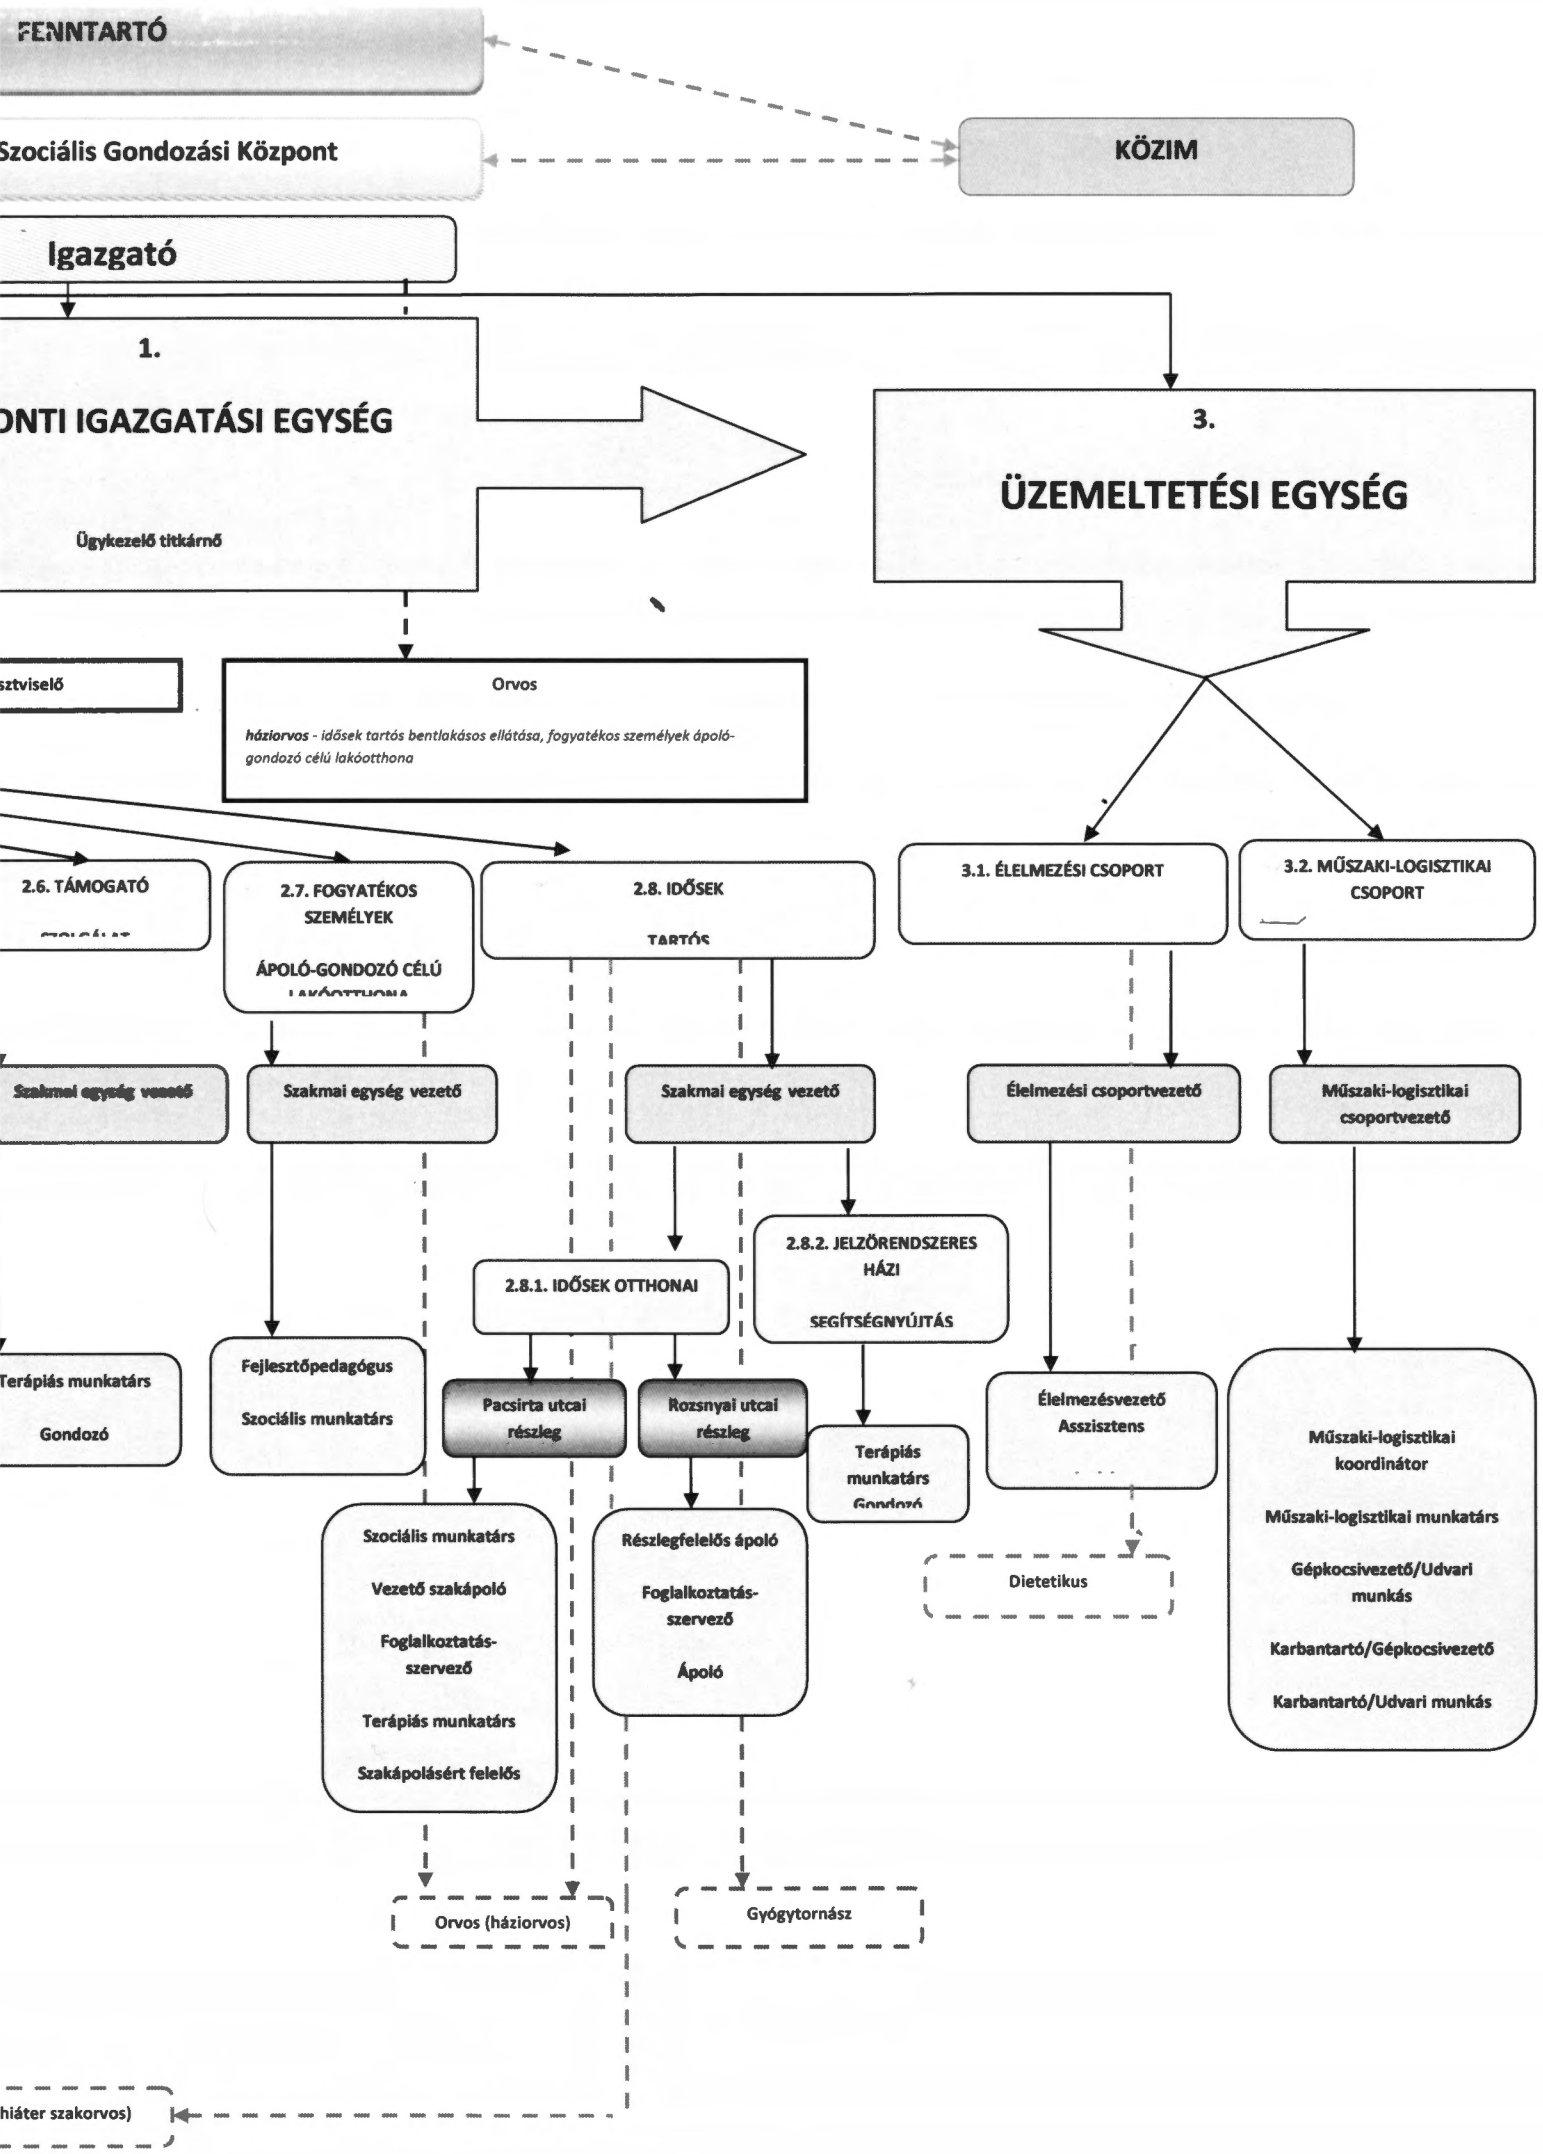 FENNTARTÓ
Szociális Gondozási Központ
KÖZIM
Igazgató
1.
ONTI IGAZGATÁSI EGYSÉG
Ügykezelő titkárnő
3.
ÜZEMELTETÉSI EGYSÉG
sztviselő
Orvos
háziorvos - idősek tartós bentlakásos ellátása, fogyatékos személyek ápoló-
gondozó célú lakóotthona
2.6. TÁMOGATÓ
SZOLGÁLAT
2.7. FOGYATÉKOS
SZEMÉLYEK
ÁPOLÓ-GONDOZÓ CÉLÚ
LAKÓOTTHONA
2.8. IDŐSEK
TARTÓS
3.1. ÉLELMEZÉSI CSOPORT
3.2. MŰSZAKI-LOGISZTIKAI
CSOPORT
Szakmai egység vezető
Szakmai egység vezető
Szakmai egység vezető
Élelmezési csoportvezető
Műszaki-logisztikai
csoportvezető
2.8.1. IDŐSEK OTTHONAI
2.8.2. JELZŐRENDSZERES
HÁZI
SEGÍTSÉGNYÚJTÁS
Terápiás munkatárs
Gondozó
Fejlesztőpedagógus
Szociális munkatárs
Pacsirta utcai
részleg
Rozsnyai utcai
részleg
Terápiás
munkatárs
Gondozó
Élelmezésvezető
Asszisztens
Műszaki-logisztikai
koordinátor
Műszaki-logisztikai munkatárs
Gépkocsivezető/Udvari
munkás
Karbantartó/Gépkocsivezető
Karbantartó/Udvari munkás
Szociális munkatárs
Vezető szakápoló
Foglalkoztatás-
szervező
Terápiás munkatárs
Szakápolásért felelős
Részlegfelelős ápoló
Foglalkoztatás-
szervező
Ápoló
Dietetikus
Orvos (háziorvos)
Gyógytornász
hiáter szakorvos)